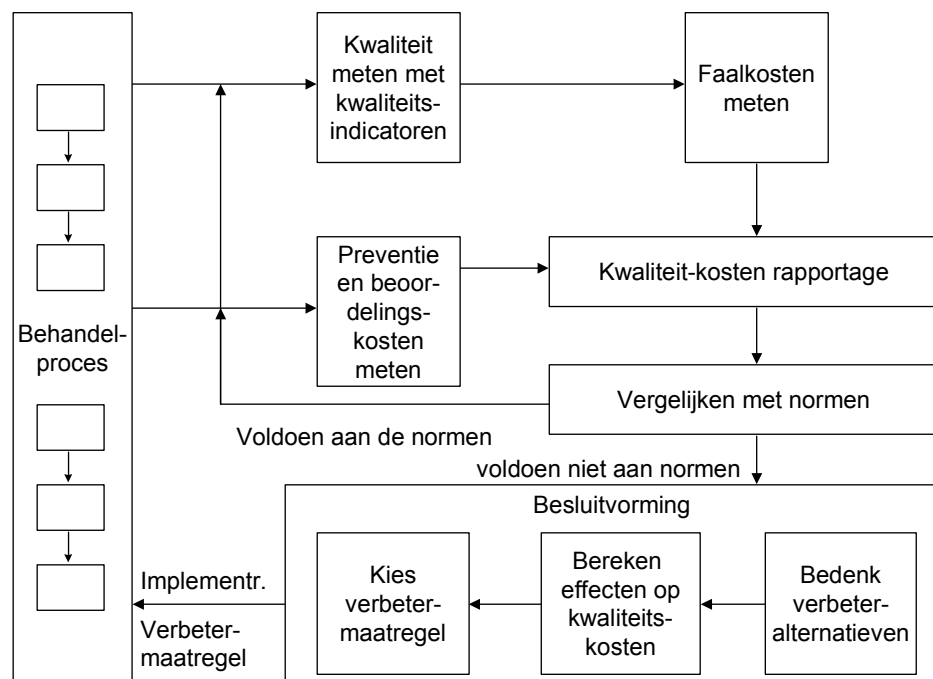 Kwaliteit
meten met
kwaliteits-
indicatoren
Faalkosten
meten
Preventie
en beoor-
delings-
kosten
meten
Kwaliteit-kosten rapportage
Behandel-
proces
Vergelijken met normen
Voldoen aan de normen
voldoen niet aan normen
Besluitvorming
Implementr.
Verbeter-
maatregel
Kies
verbeter-
maatregel
Bereken
effecten op
kwaliteits-
kosten
Bedenk
verbeter-
alternatieven